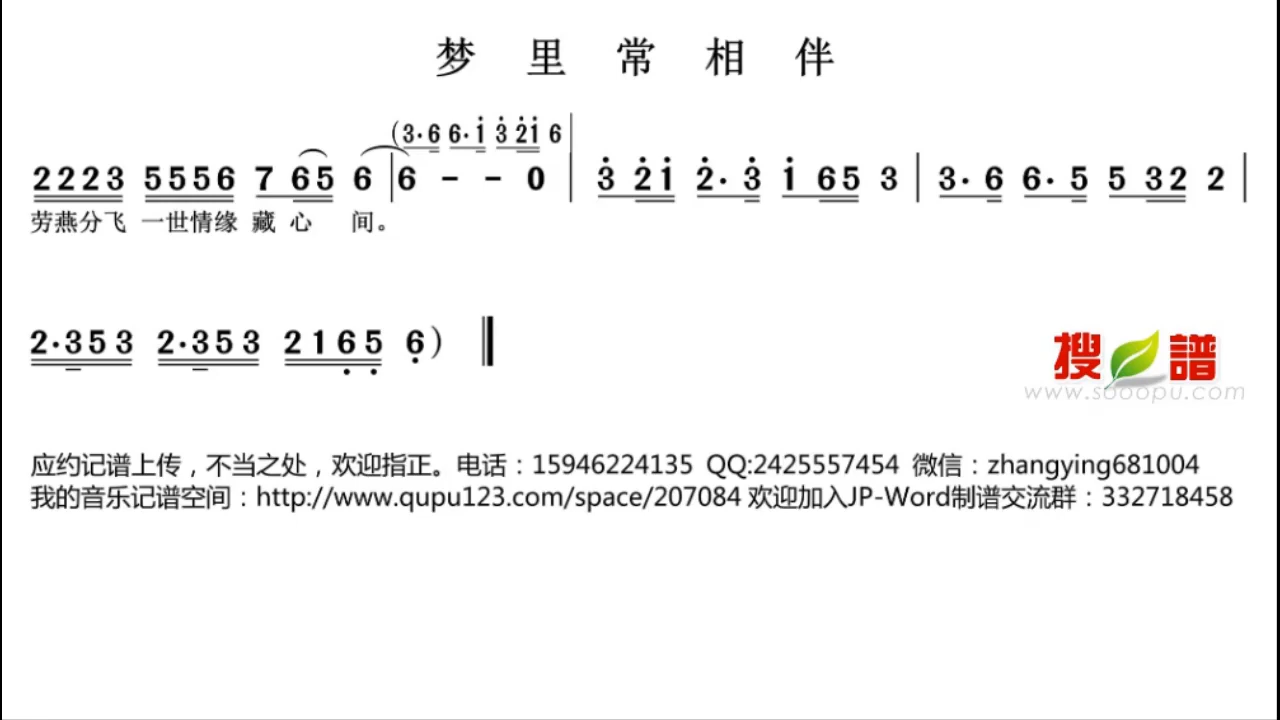 梦里常相伴
(3·6 6·i 3 2i 6
2223 5556 7 65 6 | 6 - - 0 | 3 2i 2·3 i 65 3 | 3·6 6·5 5 32 2 |
劳燕分飞 一世情缘 藏 心 间。
2·353 2·353 2165 6)
搜谱
www.sooopu.com
应约记谱上传，不当之处，欢迎指正。电话：15946224135 QQ:2425557454 微信：zhangying681004
我的音乐记谱空间：http://www.qupu123.com/space/207084 欢迎加入JP-Word制谱交流群：332718458